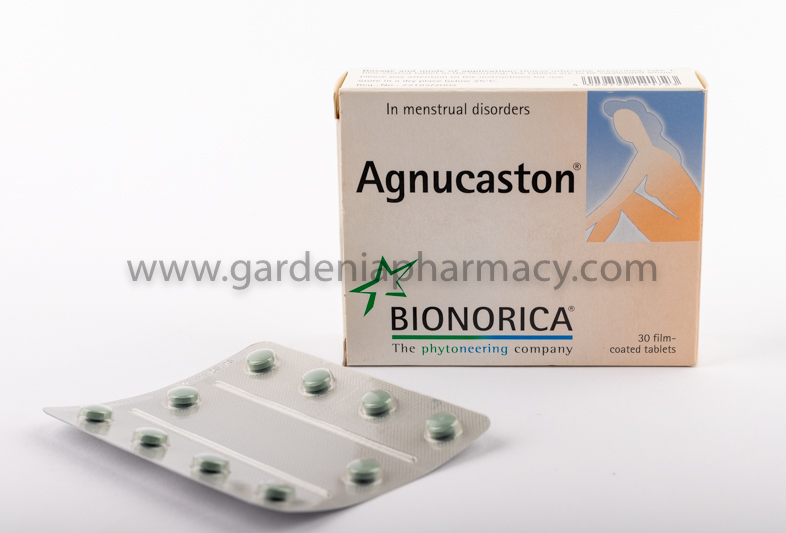 In menstrual disorders
Agnucaston®
www.gardeniapharmacy.com
BIONORICA®
The phytoneering company
30 film-
coated tablets